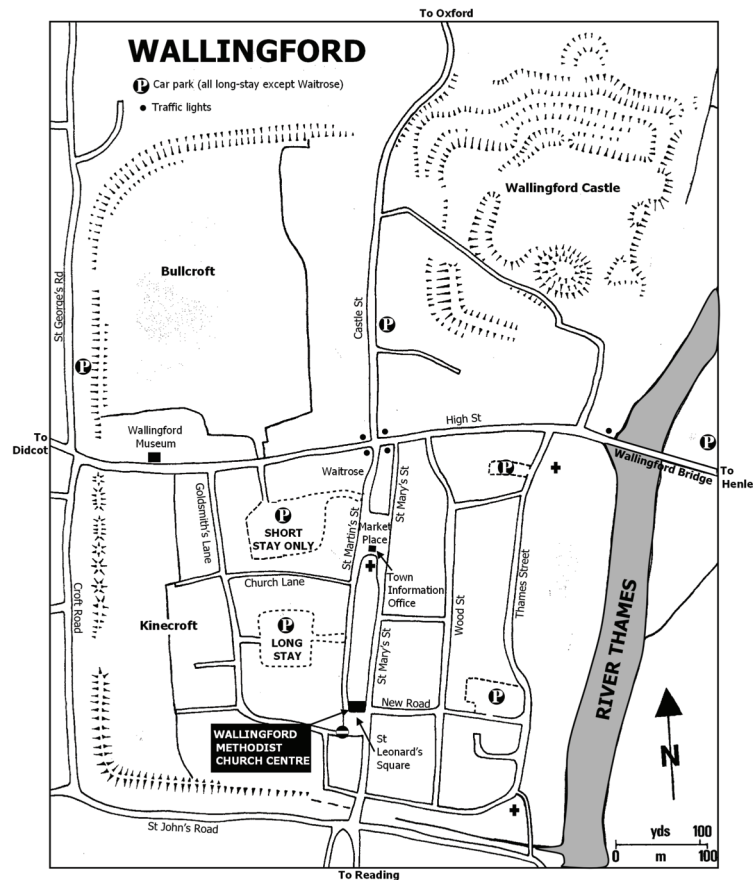 To Oxford
WALLINGFORD
P Car park (all long-stay except Waitrose)
Traffic lights
Wallingford Castle
Bullcroft
St George's Rd
Castle St
P
P
High St
To
Didcot
Wallingford
Museum
P
Wallingford Bridge
To
Henle
Waitrose
P
Goldsmith's Lane
St Martin's St
St Mary's St
P
SHORT
STAY ONLY
Market
Place
Town
Information
Office
Church Lane
Croft Road
Kinecroft
P
LONG
STAY
St Mary's St
Wood St
Thames Street
RIVER THAMES
P
New Road
WALLINGFORD
METHODIST
CHURCH CENTRE
St
Leonard's
Square
N
St John's Road
yds 100
0 m 100
To Reading